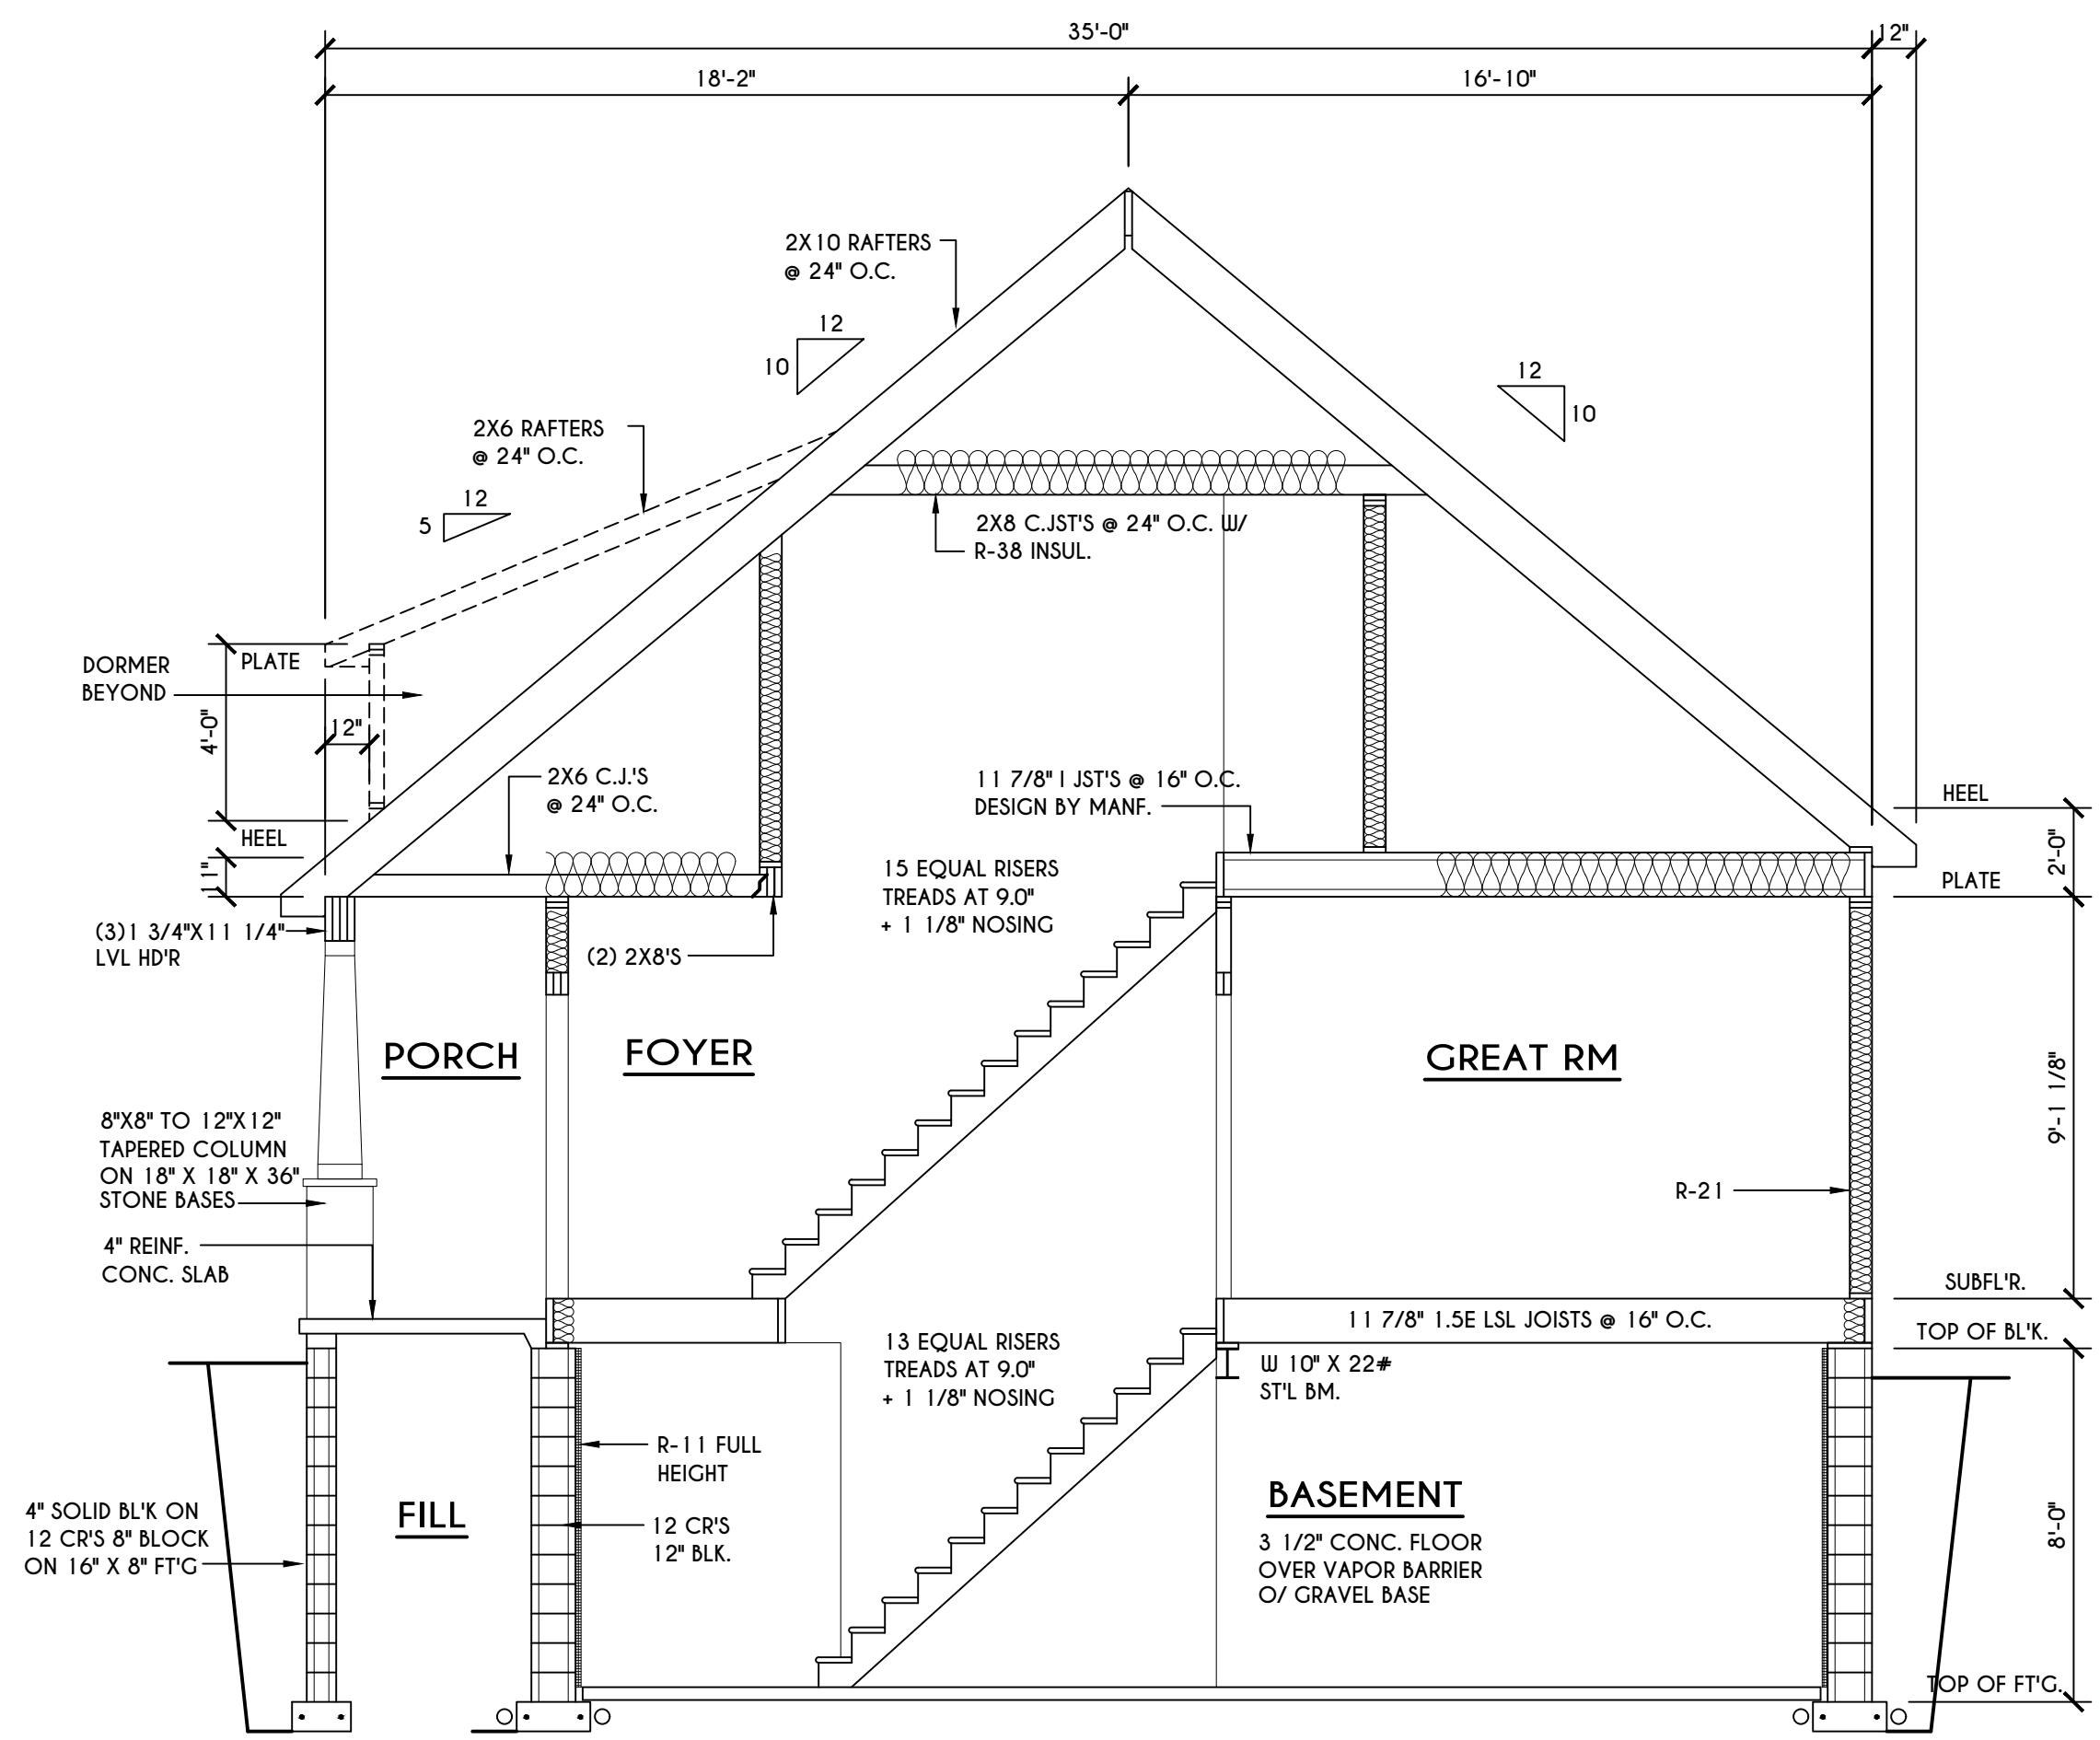 35'-0"
12"
18'-2"
16'-10"
2X10 RAFTERS
@ 24" O.C.
12
10
12
10
2X6 RAFTERS
@ 24" O.C.
12
5
2X8 C.JST'S @ 24" O.C. W/
R-38 INSUL.
PLATE
DORMER
BEYOND
4'-0"
12"
HEEL
11"
2X6 C.J.'S
@ 24" O.C.
11 7/8" I JST'S @ 16" O.C.
DESIGN BY MANF.
HEEL
2'-0"
PLATE
15 EQUAL RISERS
TREADS AT 9.0"
+ 1 1/8" NOSING
(3)1 3/4"X11 1/4"
LVL HD'R
(2) 2X8'S
PORCH
FOYER
GREAT RM
9'-1 1/8"
8"X8" TO 12"X12"
TAPERED COLUMN
ON 18" X 18" X 36"
STONE BASES
R-21
4" REINF.
CONC. SLAB
SUBFL'R.
11 7/8" 1.5E LSL JOISTS @ 16" O.C.
TOP OF BL'K.
13 EQUAL RISERS
TREADS AT 9.0"
+ 1 1/8" NOSING
W 10" X 22#
ST'L BM.
R-11 FULL
HEIGHT
BASEMENT
3 1/2" CONC. FLOOR
OVER VAPOR BARRIER
O/ GRAVEL BASE
FILL
12 CR'S
12" BLK.
4" SOLID BL'K ON
12 CR'S 8" BLOCK
ON 16" X 8" FT'G
8'-0"
TOP OF FT'G.